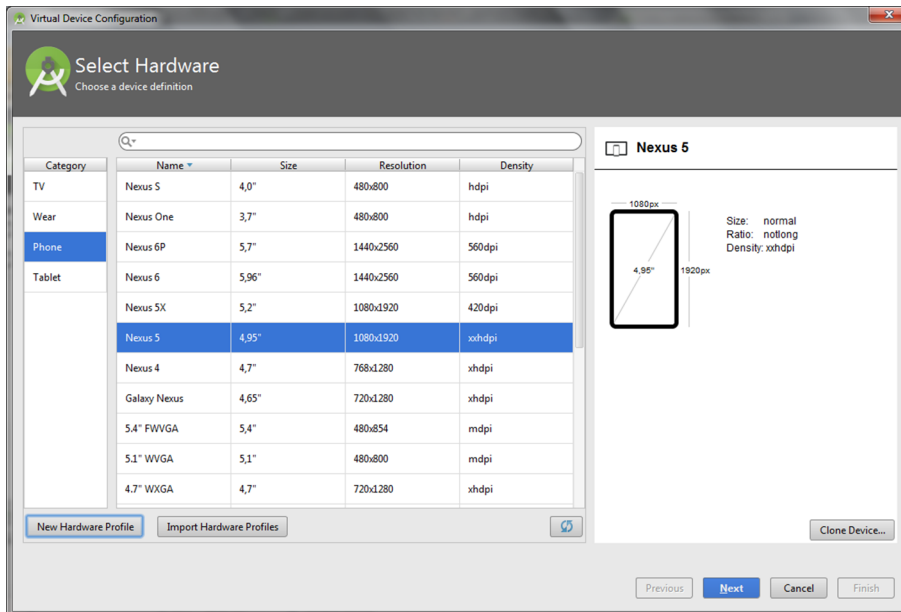 Virtual Device Configuration
Select Hardware
Choose a device definition
Category
TV
Wear
Phone
Tablet
Name Size Resolution Density
Nexus S 4,0" 480x800 hdpi
Nexus One 3,7" 480x800 hdpi
Nexus 6P 5,7" 1440x2560 560dpi
Nexus 6 5,96" 1440x2560 560dpi
Nexus 5X 5,2" 1080x1920 420dpi
Nexus 5 4,95" 1080x1920 xxhdpi
Nexus 4 4,7" 768x1280 xhdpi
Galaxy Nexus 4,65" 720x1280 xhdpi
5.4" FWVGA 5,4" 480x854 mdpi
5.1" WVGA 5,1" 480x800 mdpi
4.7" WXGA 4,7" 720x1280 xhdpi
New Hardware Profile Import Hardware Profiles
Nexus 5
1080px
4,95" 1920px
Size: normal
Ratio: notlong
Density: xxhdpi
Clone Device...
Previous Next Cancel Finish